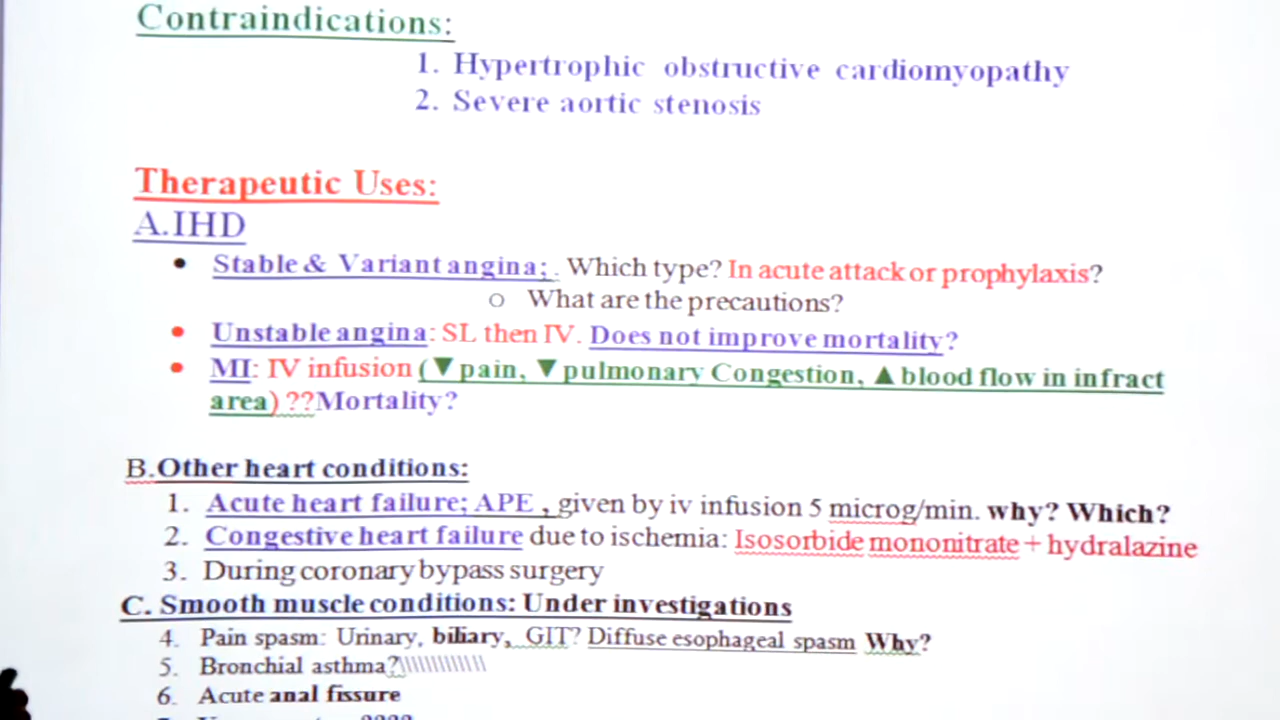 Contraindications:
1. Hypertrophic obstructive cardiomyopathy
2. Severe aortic stenosis
Therapeutic Uses:
A.IHD
• Stable & Variant angina; . Which type? In acute attack or prophylaxis?
o What are the precautions?
• Unstable angina: SL then IV. Does not improve mortality?
• MI: IV infusion (▼pain, ▼pulmonary Congestion, ▲blood flow in infract
area) ??Mortality?
B.Other heart conditions:
1. Acute heart failure; APE , given by iv infusion 5 microg/min. why? Which?
2. Congestive heart failure due to ischemia: Isosorbide mononitrate + hydralazine
3. During coronary bypass surgery
C. Smooth muscle conditions: Under investigations
4. Pain spasm: Urinary, biliary, GIT? Diffuse esophageal spasm Why?
5. Bronchial asthma?\\\\\\\\\\\\\
6. Acute anal fissure